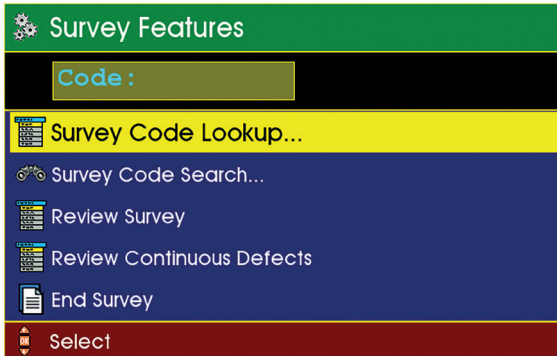 Survey Features
Code:
Survey Code Lookup...
Survey Code Search...
Review Survey
Review Continuous Defects
End Survey
Select